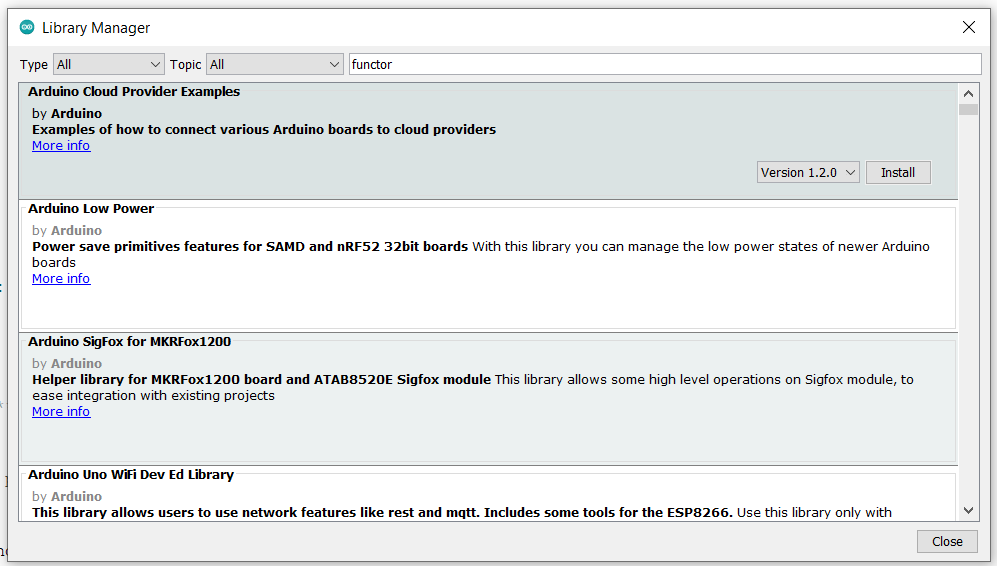 Library Manager
Type All Topic All functor
Arduino Cloud Provider Examples
by Arduino
Examples of how to connect various Arduino boards to cloud providers
More info
Version 1.2.0 Install
Arduino Low Power
by Arduino
Power save primitives features for SAMD and nRF52 32bit boards With this library you can manage the low power states of newer Arduino
boards
More info
Arduino SigFox for MKRFox1200
by Arduino
Helper library for MKRFox1200 board and ATAB8520E Sigfox module This library allows some high level operations on Sigfox module, to
ease integration with existing projects
More info
Arduino Uno WiFi Dev Ed Library
by Arduino
This library allows users to use network features like rest and mqtt. Includes some tools for the ESP8266. Use this library only with
Close